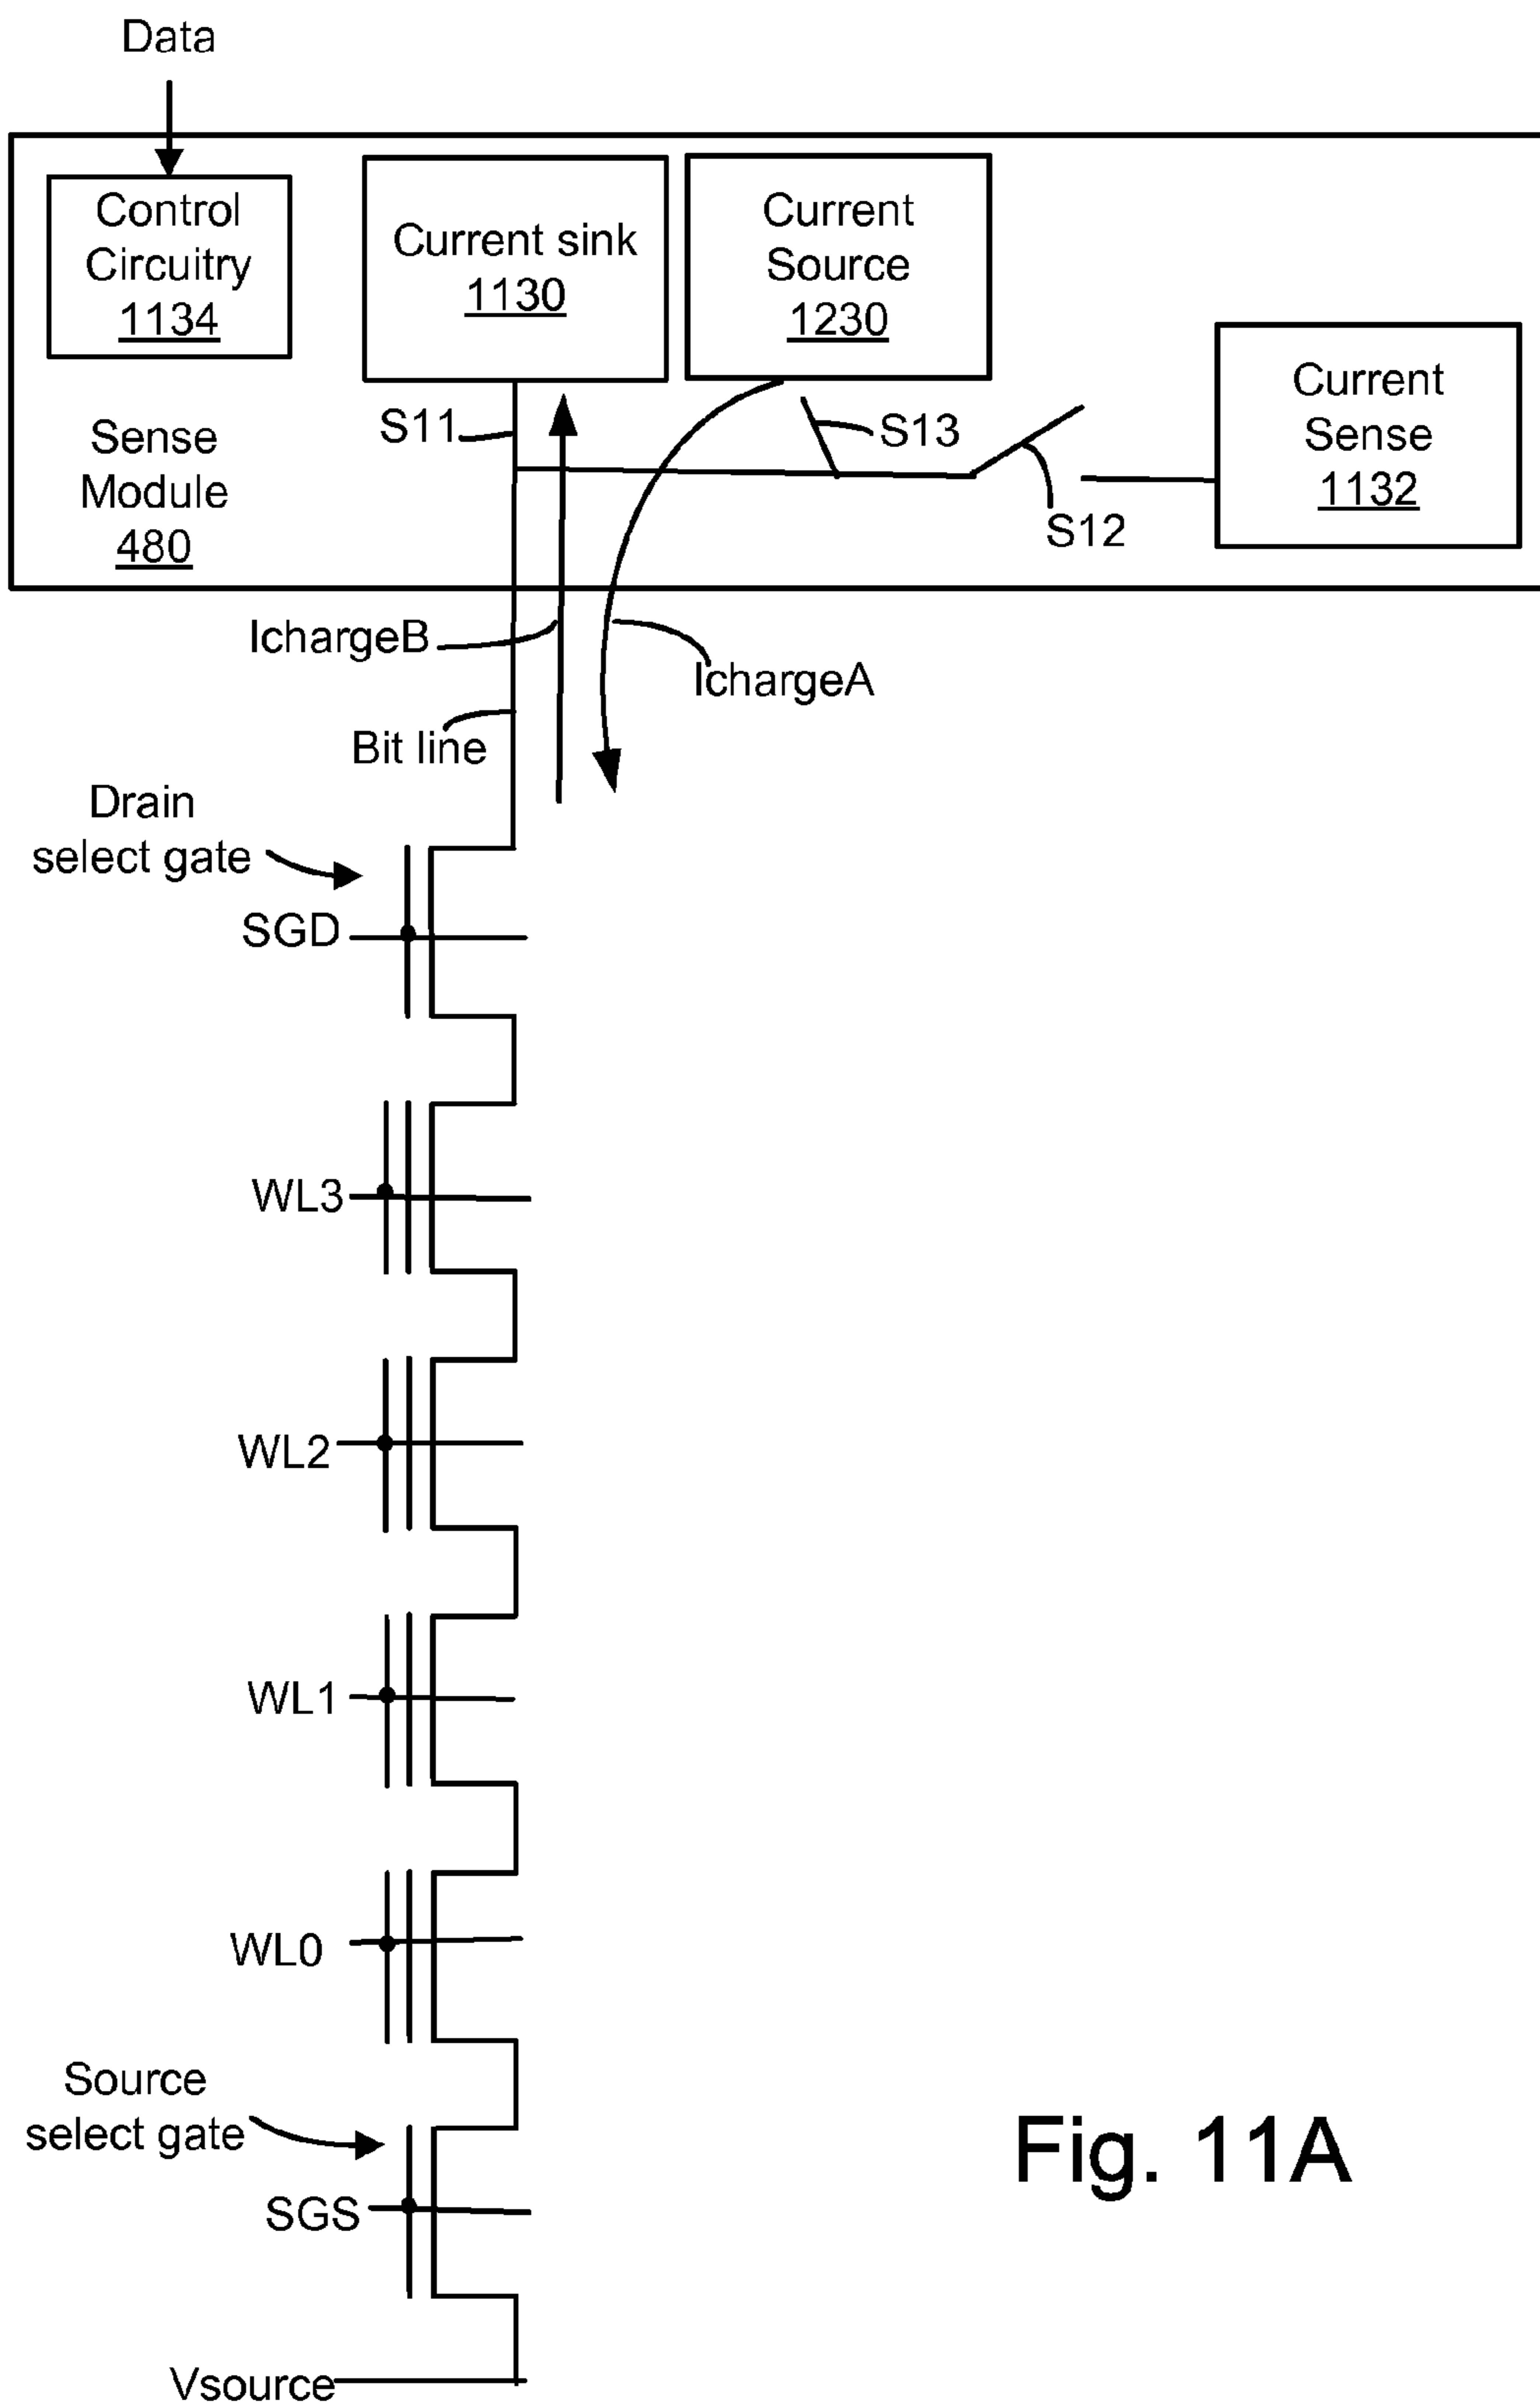 Data
Control
Circuitry
1134
Current sink
1130
Current
Source
1230
Current
Sense
1132
S11
S13
S12
Sense
Module
480
IchargeB
IchargeA
Bit line
Drain
select gate
SGD
WL3
WL2
WL1
WL0
Source
select gate
SGS
Vsource
Fig. 11A